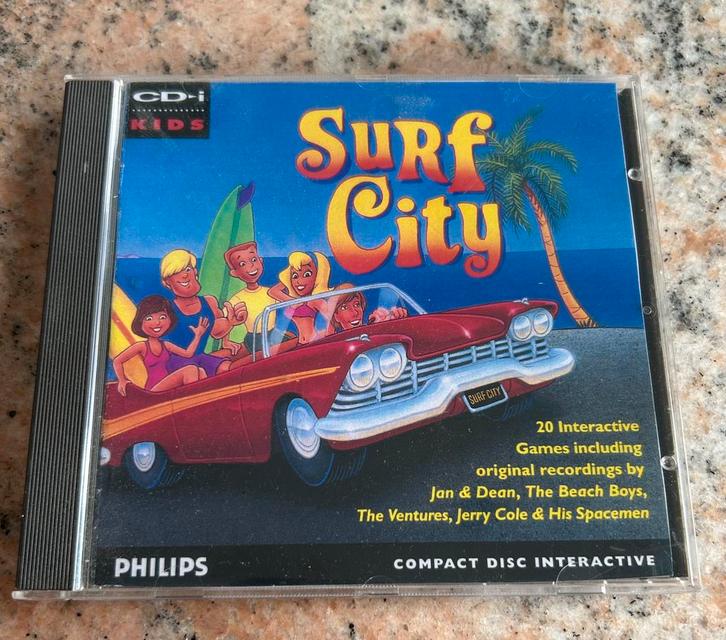 CD-i
KIDS
Surf
City
SURF CITY
20 Interactive
Games including
original recordings by
Jan & Dean, The Beach Boys,
The Ventures, Jerry Cole & His Spacemen
PHILIPS
COMPACT DISC INTERACTIVE